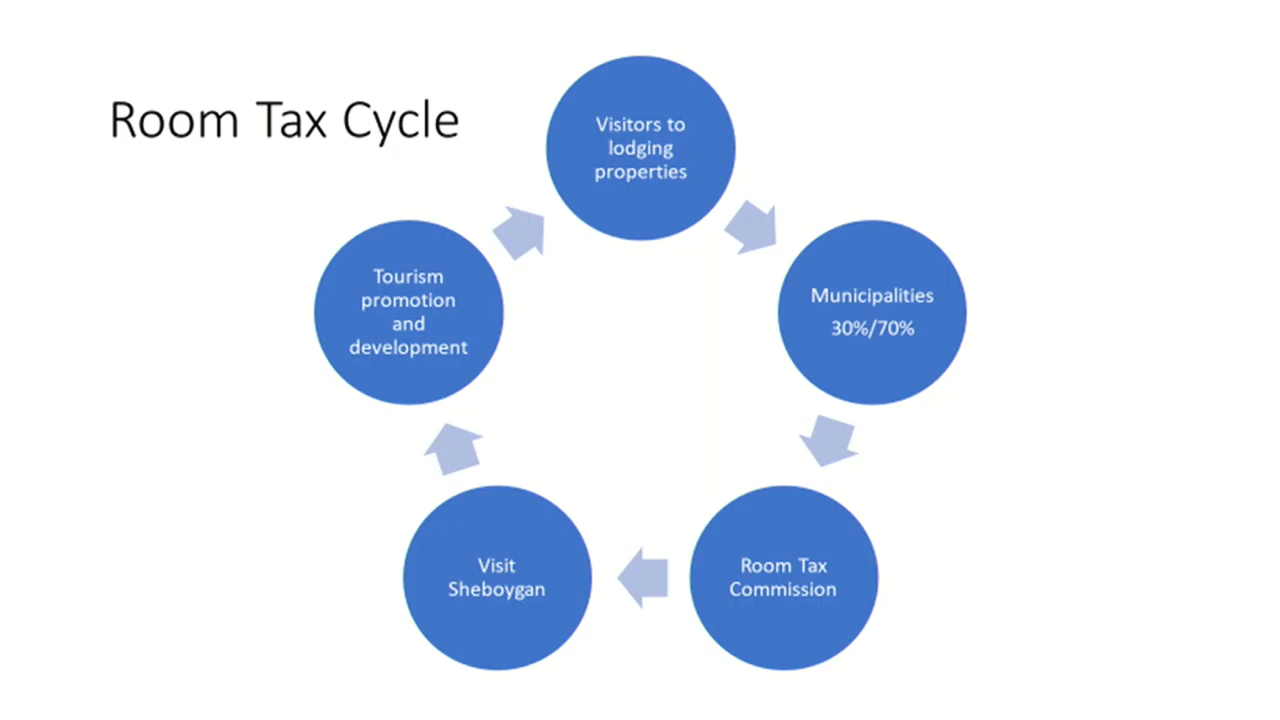 Room Tax Cycle
Visitors to
lodging
properties
Municipalities
30%/70%
Room Tax
Commission
Visit
Sheboygan
Tourism
promotion
and
development